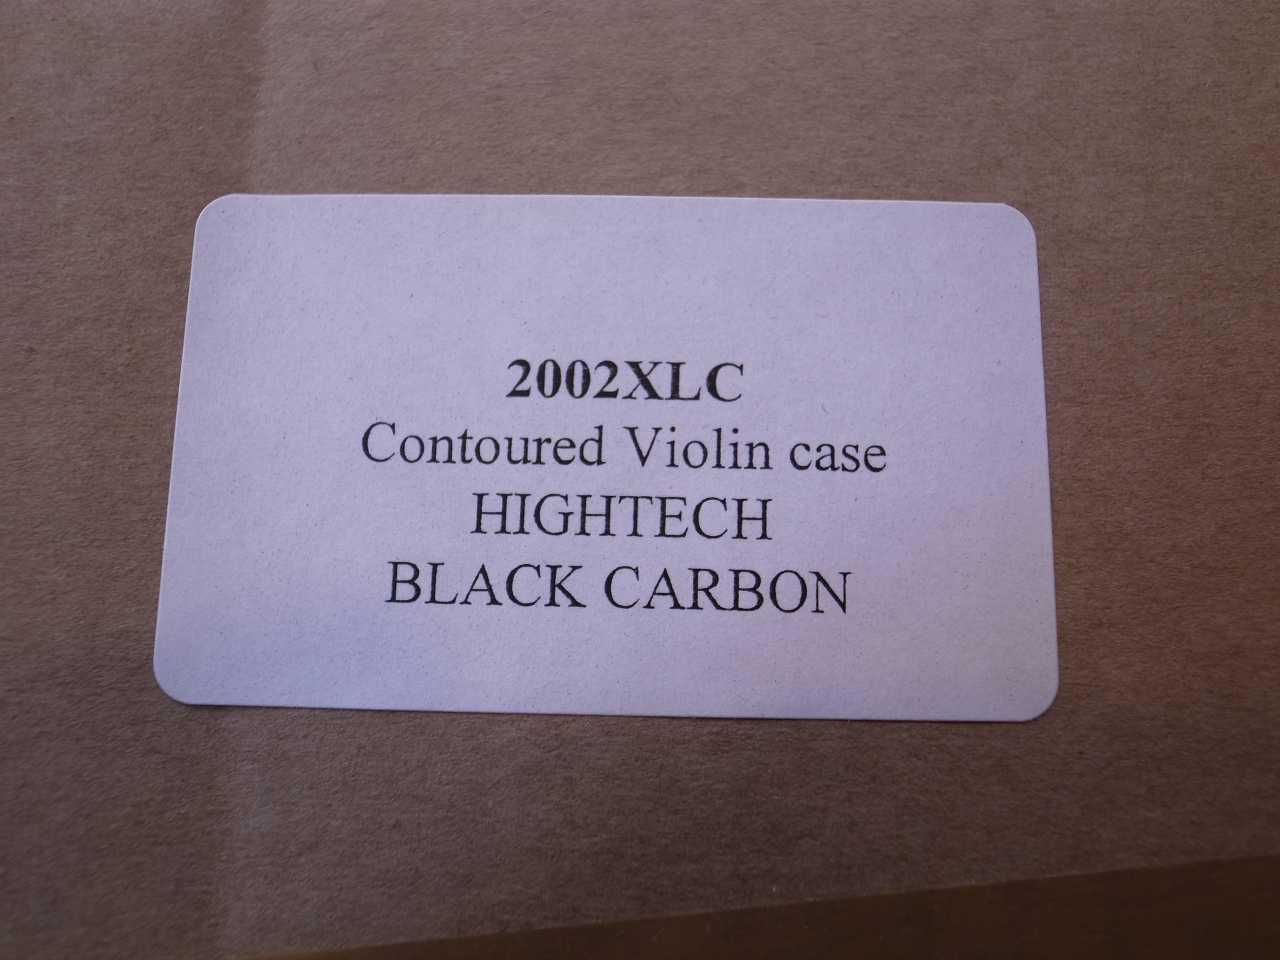 2002XLC
Contoured Violin case
HIGHTECH
BLACK CARBON